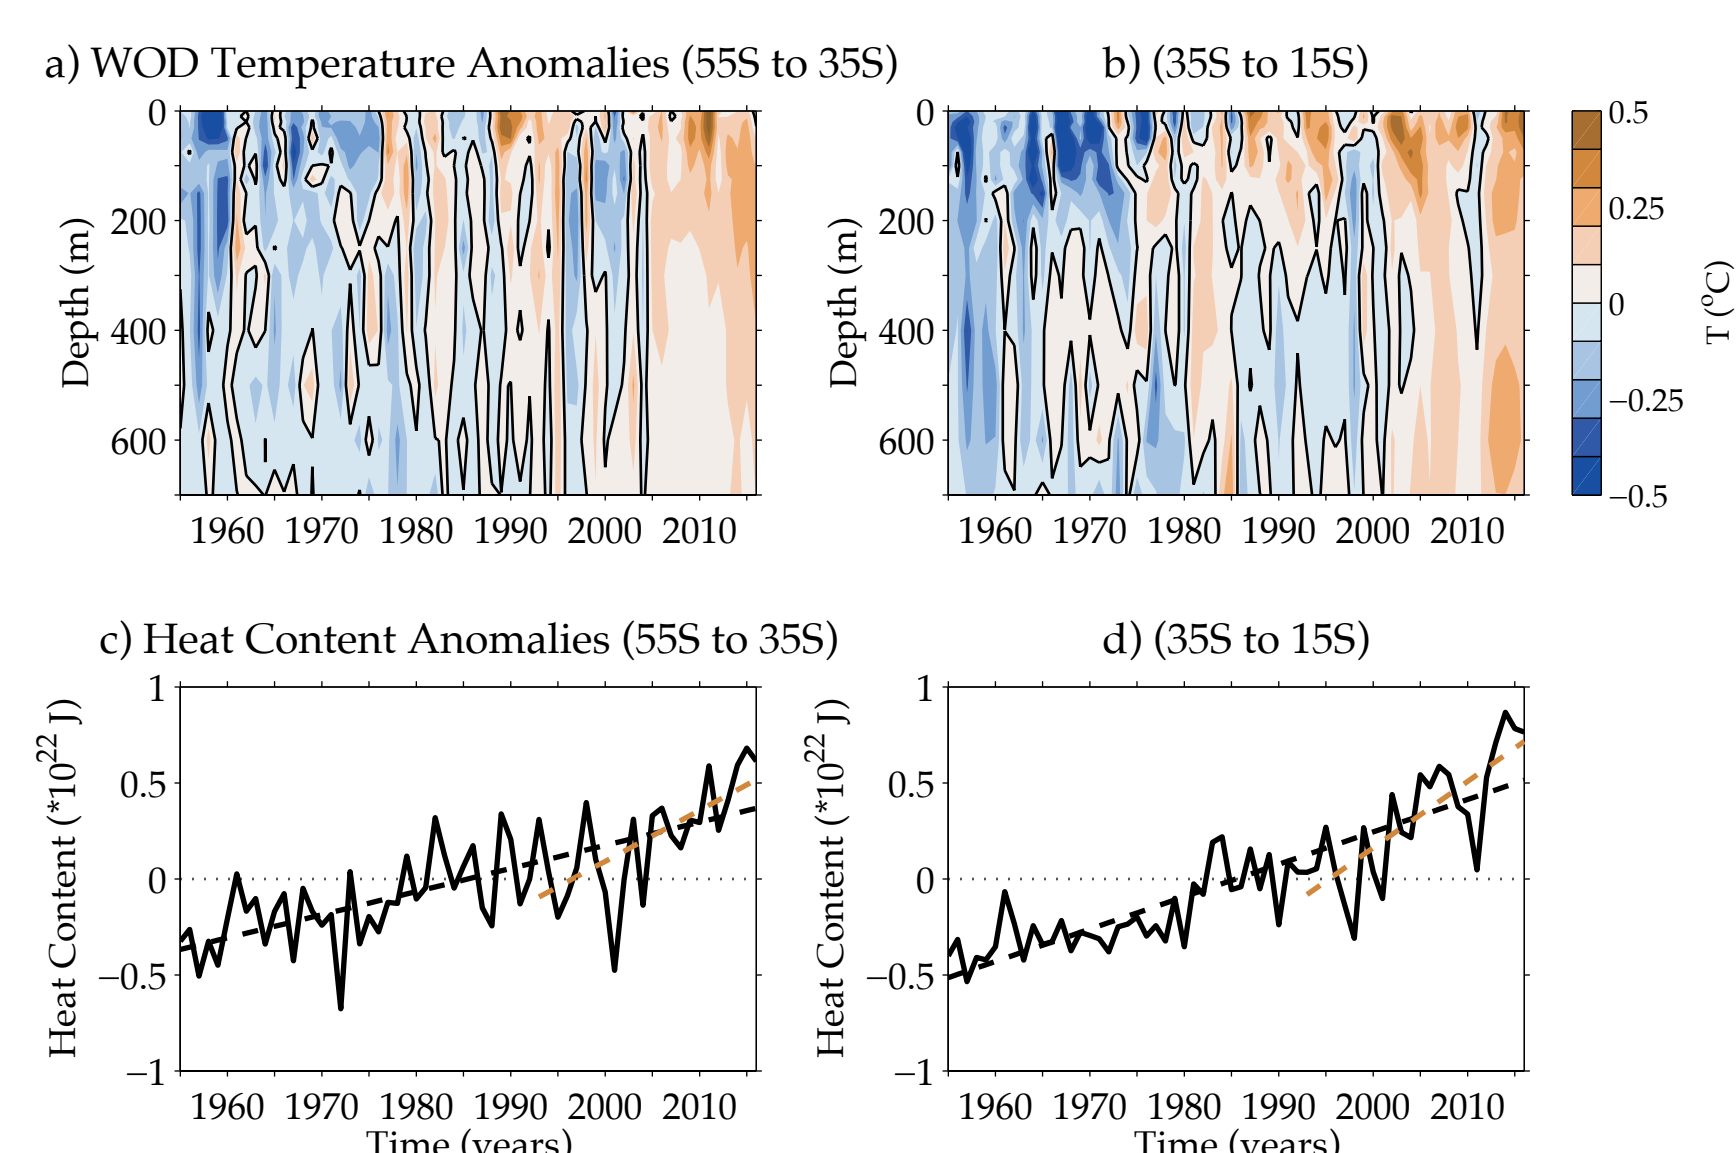 a) WOD Temperature Anomalies (55S to 35S)
b) (35S to 15S)
0
200
400
600
Depth (m)
1960 1970 1980 1990 2000 2010
0
200
400
600
Depth (m)
1960 1970 1980 1990 2000 2010
0.5
0.25
0
−0.25
−0.5
T (°C)
c) Heat Content Anomalies (55S to 35S)
d) (35S to 15S)
1
0.5
0
−0.5
−1
Heat Content (*10²² J)
1960 1970 1980 1990 2000 2010
Time (years)
1
0.5
0
−0.5
−1
Heat Content (*10²² J)
1960 1970 1980 1990 2000 2010
Time (years)